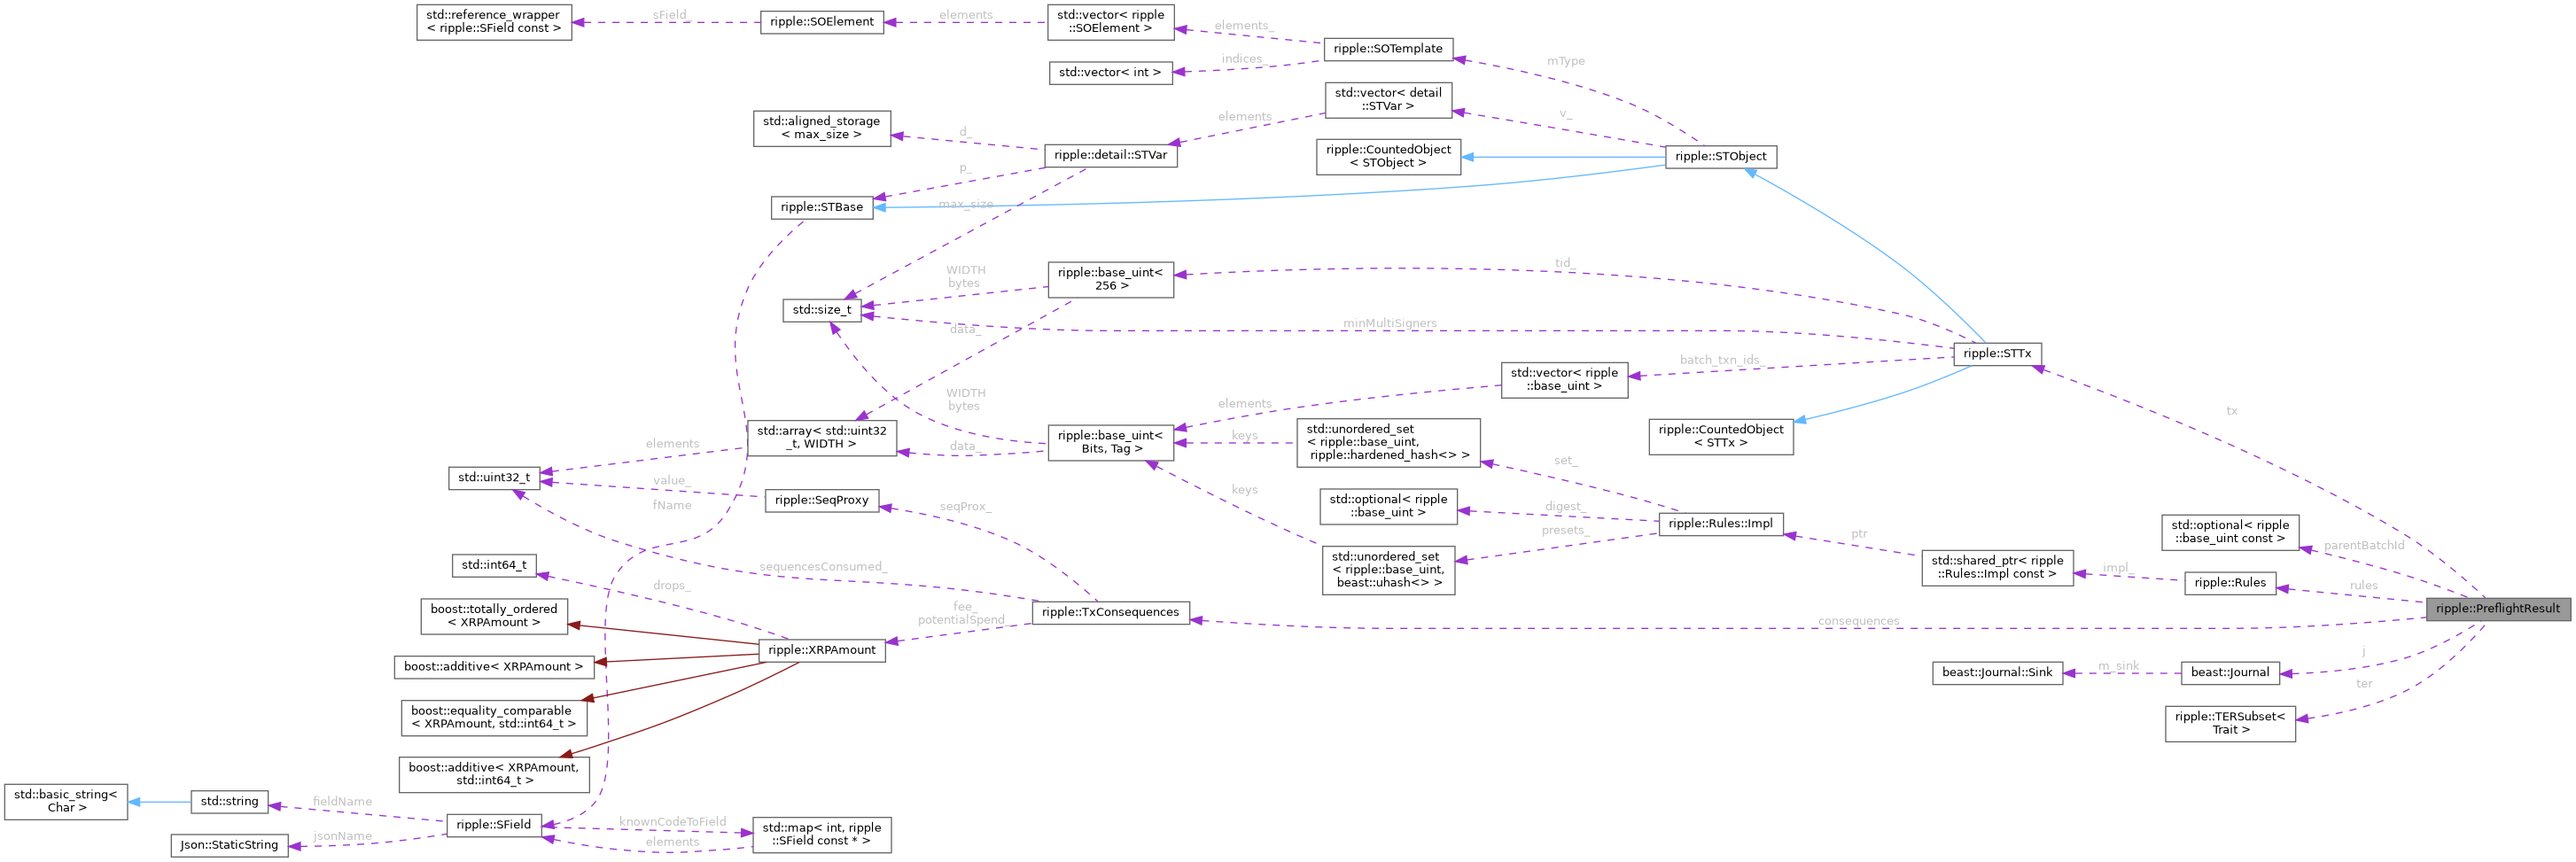 std::reference_wrapper
< ripple::SField const >
sField_
ripple::SOElement
elements
std::vector< ripple
::SOElement >
elements_
ripple::SOTemplate
indices_
std::vector< int >
mType
std::vector< detail
::STVar >
v_
std::aligned_storage
< max_size >
d_
elements
ripple::detail::STVar
ripple::CountedObject
< STObject >
ripple::STObject
p_
ripple::STBase
max_size
WIDTH
bytes
ripple::base_uint<
256 >
tid_
std::size_t
data_
minMultiSigners
ripple::STTx
batch_txn_ids_
std::vector< ripple
::base_uint >
WIDTH
bytes
elements
tx
std::array< std::uint32
_t, WIDTH >
elements
data_
ripple::base_uint<
Bits, Tag >
keys
std::unordered_set
< ripple::base_uint,
ripple::hardened_hash<> >
ripple::CountedObject
< STTx >
set_
std::uint32_t
value_
fName
ripple::SeqProxy
seqProx_
keys
std::optional< ripple
::base_uint >
digest_
presets_
ripple::Rules::Impl
ptr
std::optional< ripple
::base_uint const >
parentBatchId
std::int64_t
drops_
sequencesConsumed_
std::unordered_set
< ripple::base_uint,
beast::uhash<> >
std::shared_ptr< ripple
::Rules::Impl const >
impl_
ripple::Rules
rules
boost::totally_ordered
< XRPAmount >
fee_
potentialSpend_
ripple::TxConsequences
consequences
ripple::PreflightResult
ripple::XRPAmount
boost::additive< XRPAmount >
beast::Journal::Sink
m_sink
beast::Journal
j
ter
boost::equality_comparable
< XRPAmount, std::int64_t >
ripple::TERSubset<
Trait >
boost::additive< XRPAmount,
std::int64_t >
std::basic_string<
Char >
std::string
fieldName
ripple::SField
knownCodeToField
elements
std::map< int, ripple
::SField const * >
Json::StaticString
jsonName